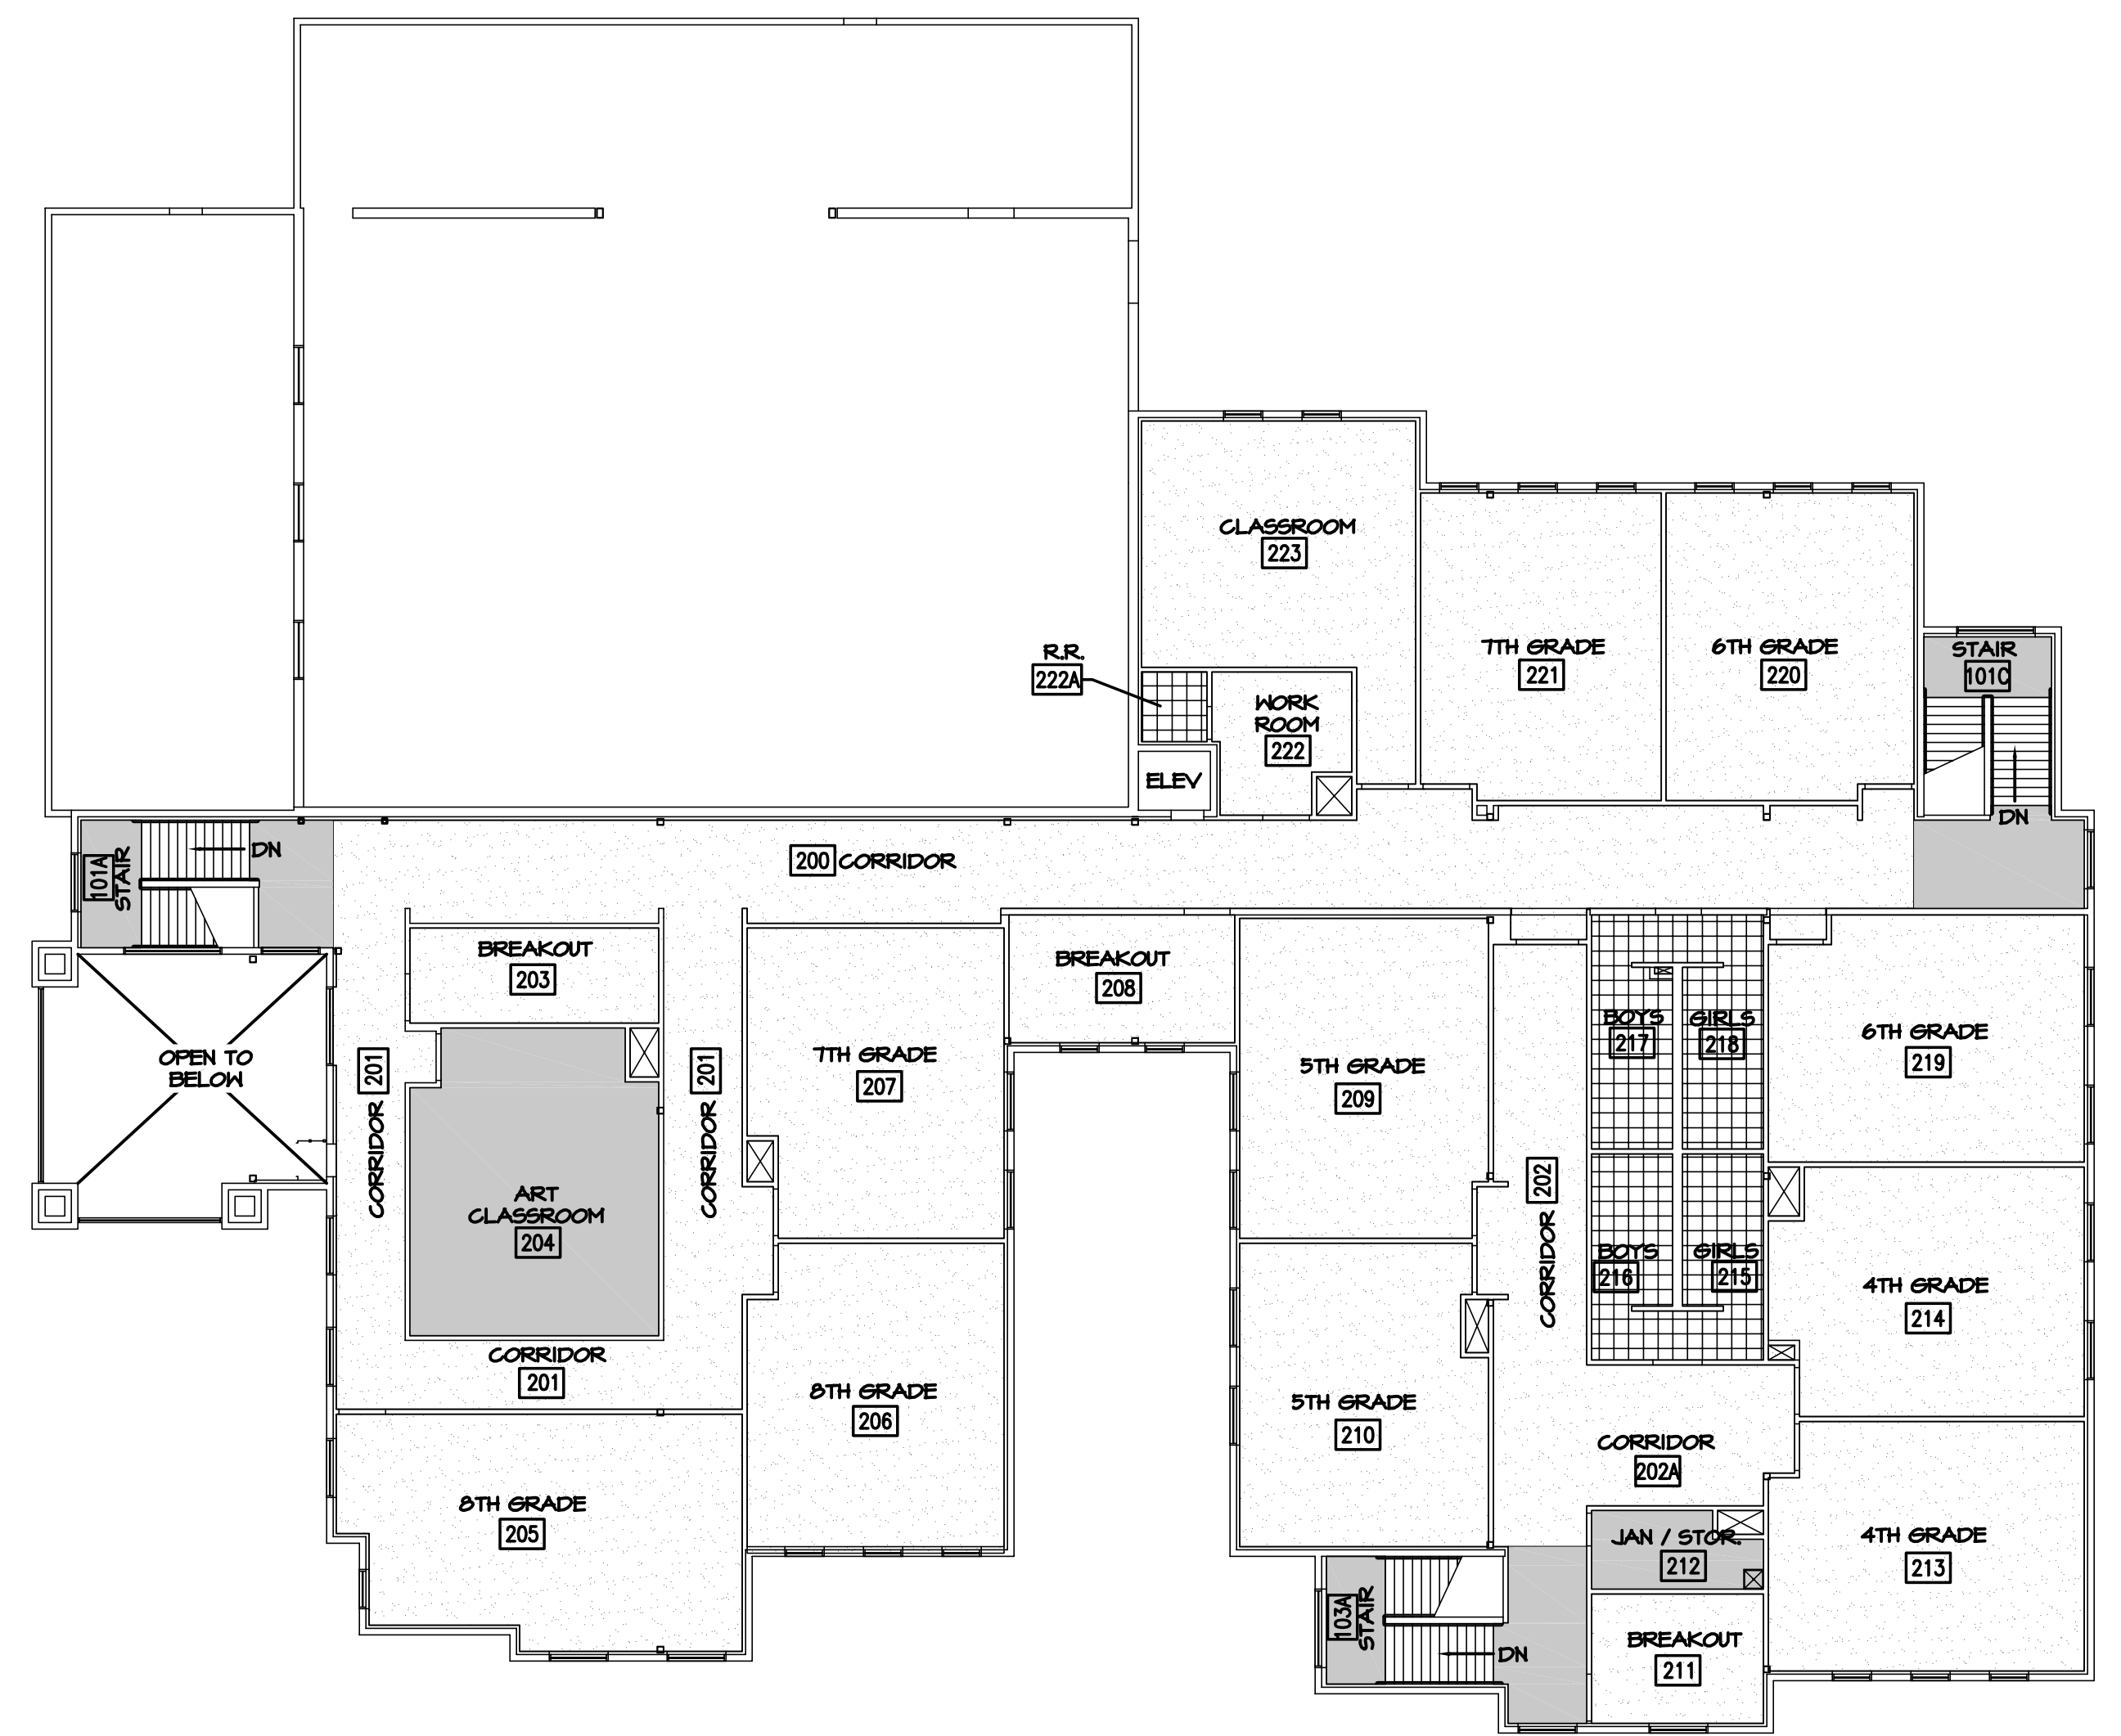 CLASSROOM
223
R.R.
222A
7TH GRADE
221
6TH GRADE
220
STAIR
101C
WORK
ROOM
222
ELEV
DN
101A
STAIR
DN
200 CORRIDOR
BREAKOUT
203
BREAKOUT
208
OPEN TO
BELOW
CORRIDOR 201
CORRIDOR 201
7TH GRADE
207
5TH GRADE
209
BOYS
217
GIRLS
218
6TH GRADE
219
ART
CLASSROOM
204
CORRIDOR 202
BOYS
216
GIRLS
215
4TH GRADE
214
CORRIDOR
201
8TH GRADE
206
5TH GRADE
210
CORRIDOR
202A
8TH GRADE
205
JAN / STOR.
212
4TH GRADE
213
103A
STAIR
DN
BREAKOUT
211